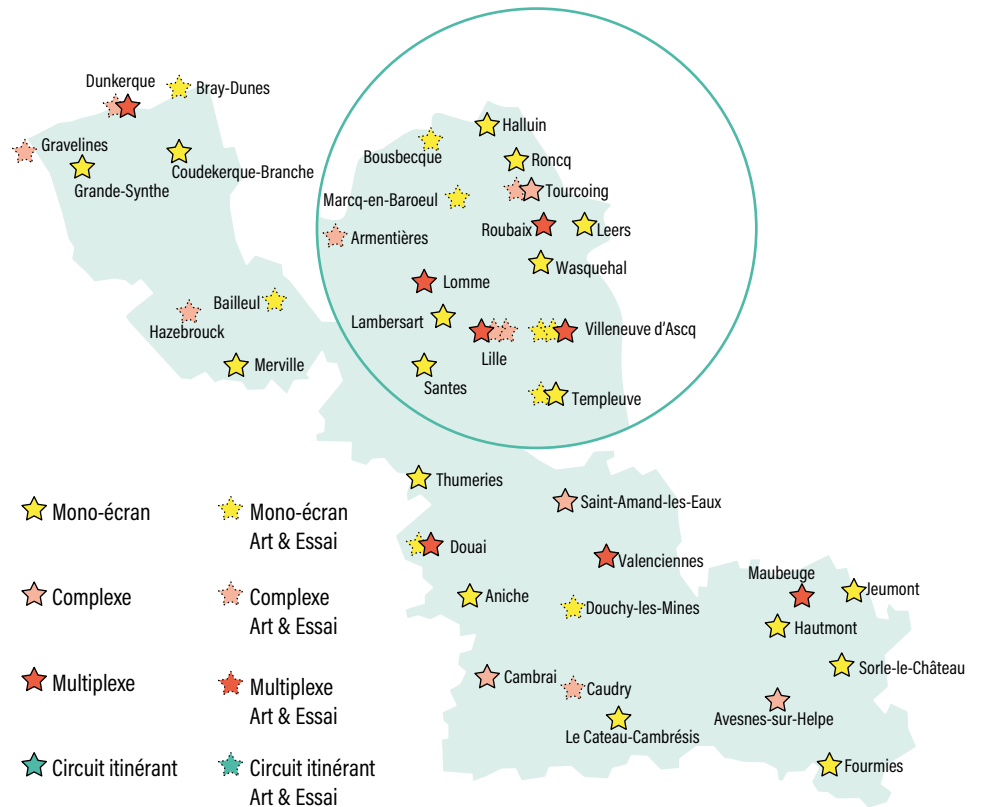 Dunkerque
Bray-Dunes
Gravelines
Grande-Synthe
Coudekerque-Branche
Bailleul
Hazebrouck
Merville
Halluin
Bousbecque
Roncq
Marcq-en-Baroeul
Tourcoing
Armentières
Roubaix
Leers
Wasquehal
Lomme
Lambersart
Lille
Villeneuve d'Ascq
Santes
Templeuve
Thumeries
Saint-Amand-les-Eaux
Douai
Valenciennes
Aniche
Douchy-les-Mines
Maubeuge
Jeumont
Hautmont
Sorle-le-Château
Cambrai
Caudry
Avesnes-sur-Helpe
Le Cateau-Cambrésis
Fourmies
Mono-écran
Mono-écran
Art & Essai
Complexe
Complexe
Art & Essai
Multiplexe
Multiplexe
Art & Essai
Circuit itinérant
Circuit itinérant
Art & Essai